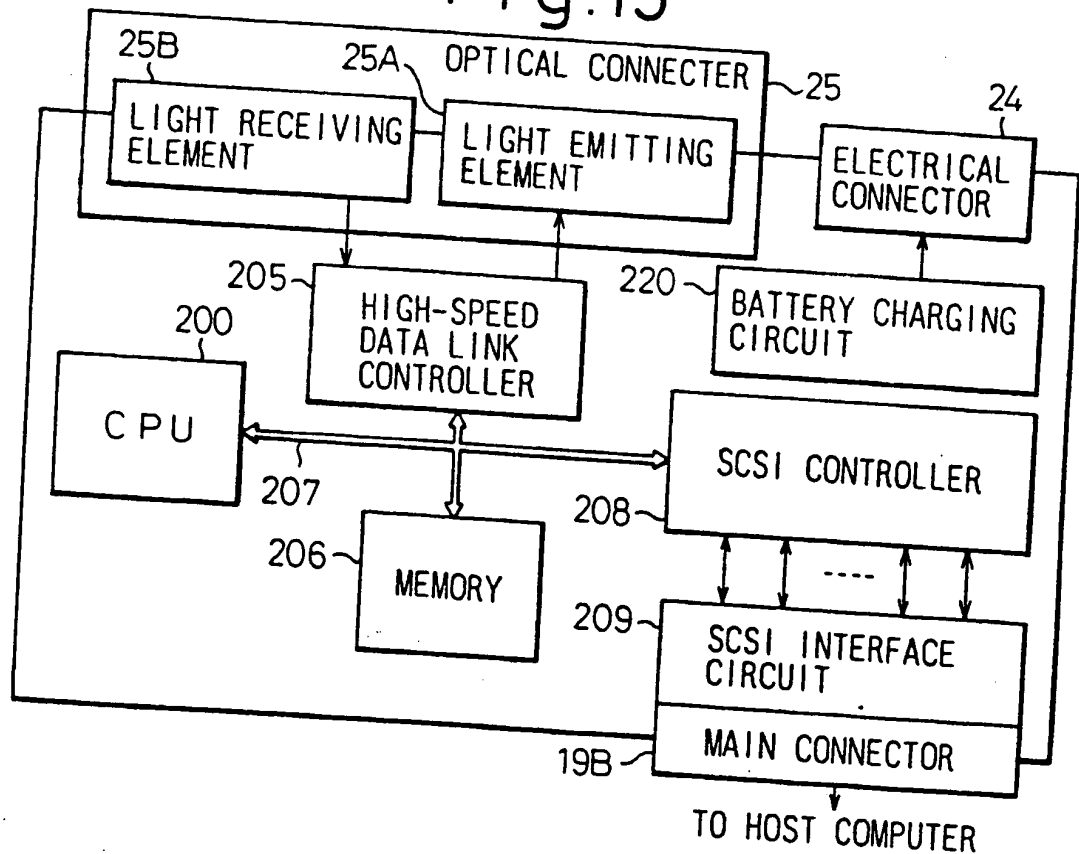 Fig.15
25B
25A
OPTICAL CONNECTER
25
24
LIGHT RECEIVING
ELEMENT
LIGHT EMITTING
ELEMENT
ELECTRICAL
CONNECTOR
205
220
200
HIGH-SPEED
DATA LINK
CONTROLLER
BATTERY CHARGING
CIRCUIT
CPU
SCSI CONTROLLER
207
208
206
MEMORY
209
SCSI INTERFACE
CIRCUIT
19B
MAIN CONNECTOR
TO HOST COMPUTER